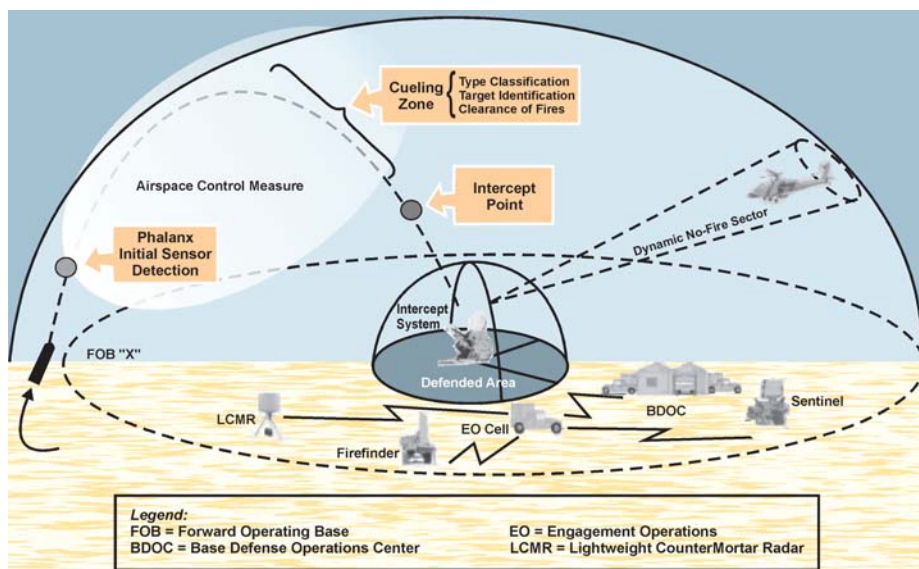 Cueling
Zone
Type Classification
Target Identification
Clearance of Fires
Airspace Control Measure
Intercept
Point
Dynamic No-Fire Sector
Phalanx
Initial Sensor
Detection
Intercept
System
FOB "X"
Defended Area
LCMR
Firefinder
EO Cell
BDOC
Sentinel
Legend:
FOB = Forward Operating Base
BDOC = Base Defense Operations Center
EO = Engagement Operations
LCMR = Lightweight CounterMortar Radar